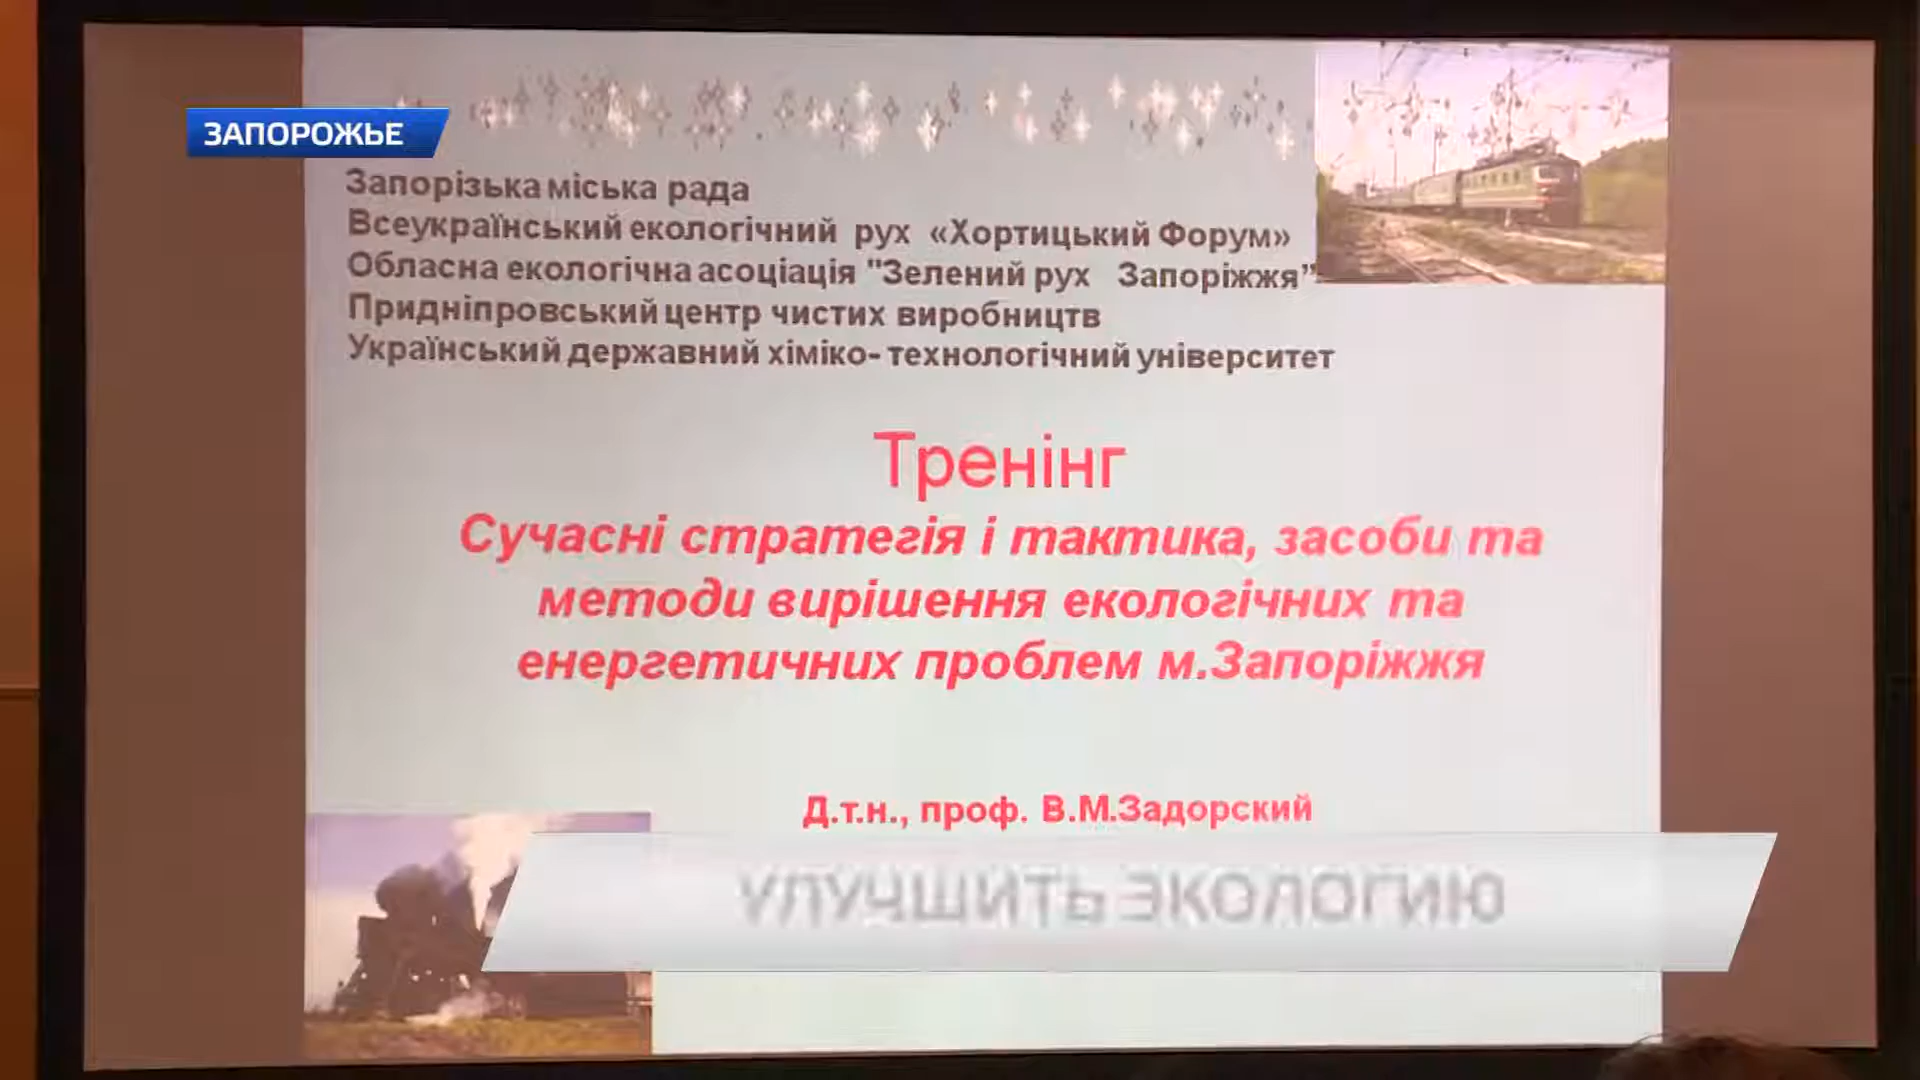 ЗАПОРОЖЬЕ
Запорізька міська рада
Всеукраїнський екологічний рух «Хортицький Форум»
Обласна екологічна асоціація "Зелений рух Запоріжжя”
Придніпровський центр чистих виробництв
Український державний хіміко- технологічний університет
Тренінг
Сучасні стратегія і тактика, засоби та
методи вирішення екологічних та
енергетичних проблем м.Запоріжжя
Д.т.н., проф. В.М.Задорский
УЛУЧШИТЬ ЭКОЛОГИЮ